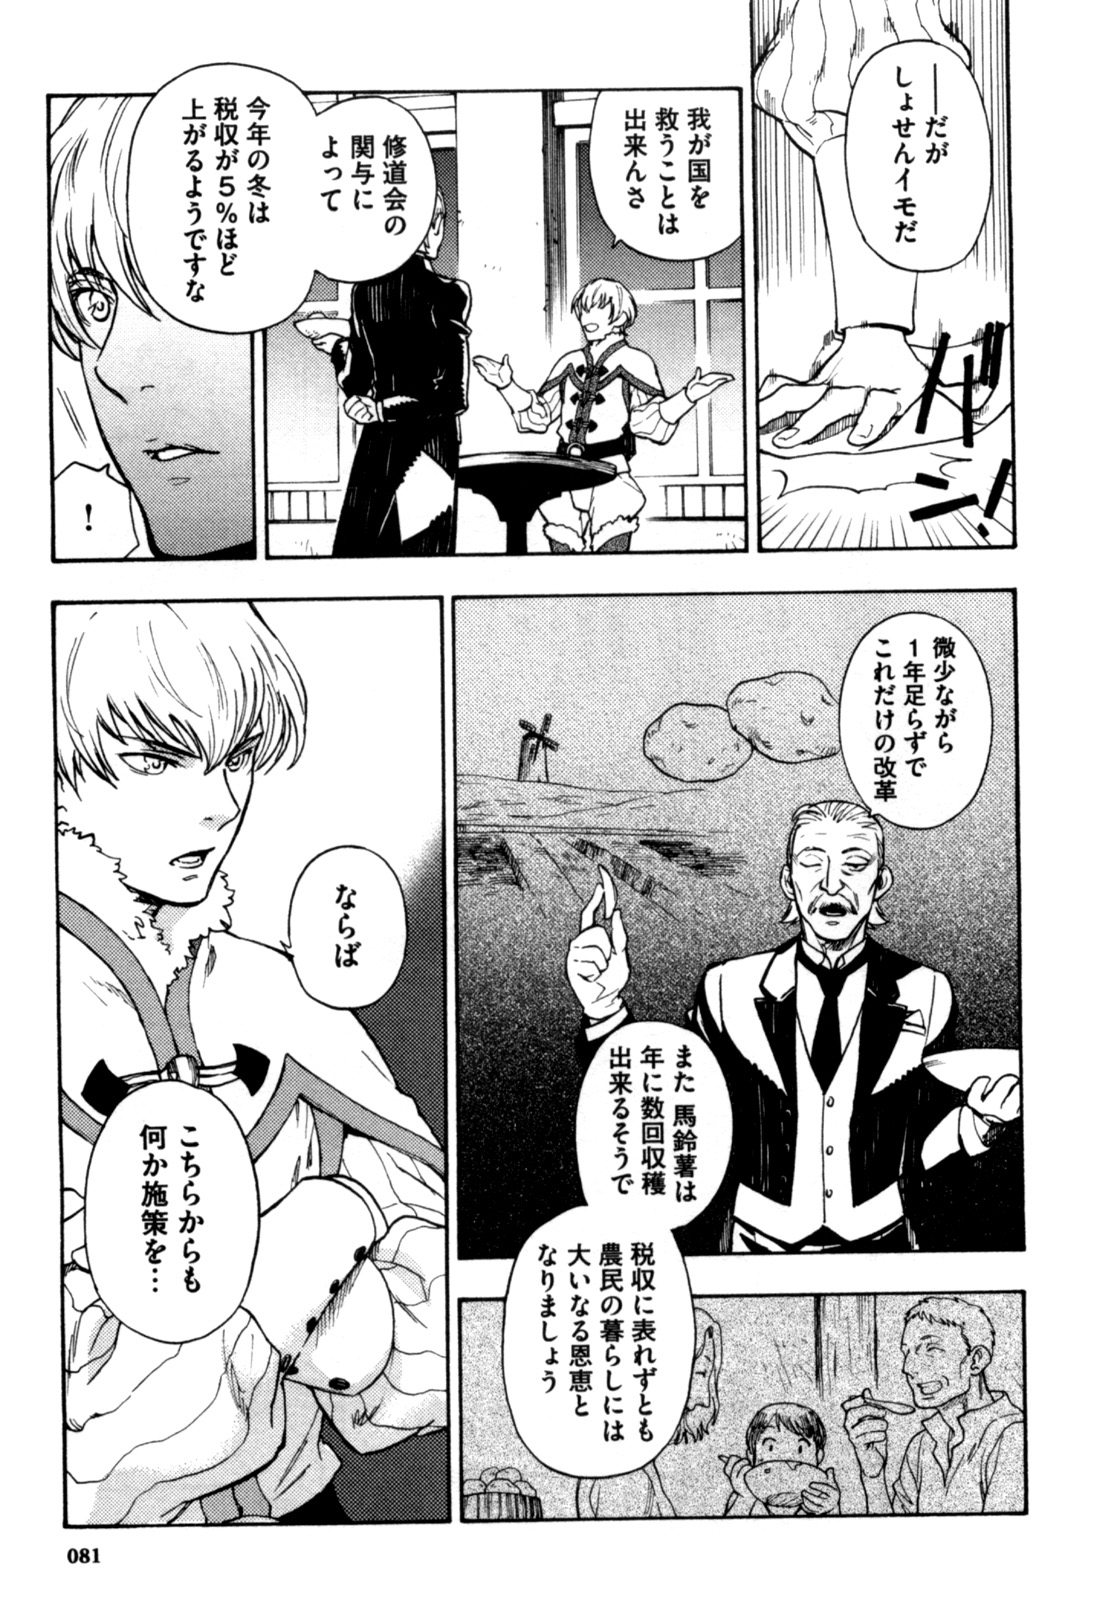 ――だが
しょせんイモだ
バンッ
我が国を
救うことは
出来んさ
修道会の
関与に
よって
今年の冬は
税収が5%ほど
上がるようですな
!
微少ながら
1年足らずで
これだけの改革
また 馬鈴薯は
年に数回収穫
出来るそうで
税収に表れずとも
農民の暮らしには
大いなる恩恵と
なりましょう
ならば
こちらからも
何か施策を…
081